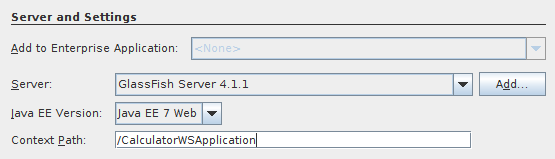 Server and Settings
Add to Enterprise Application: <None>
Server: GlassFish Server 4.1.1 Add...
Java EE Version: Java EE 7 Web
Context Path: /CalculatorWSApplication